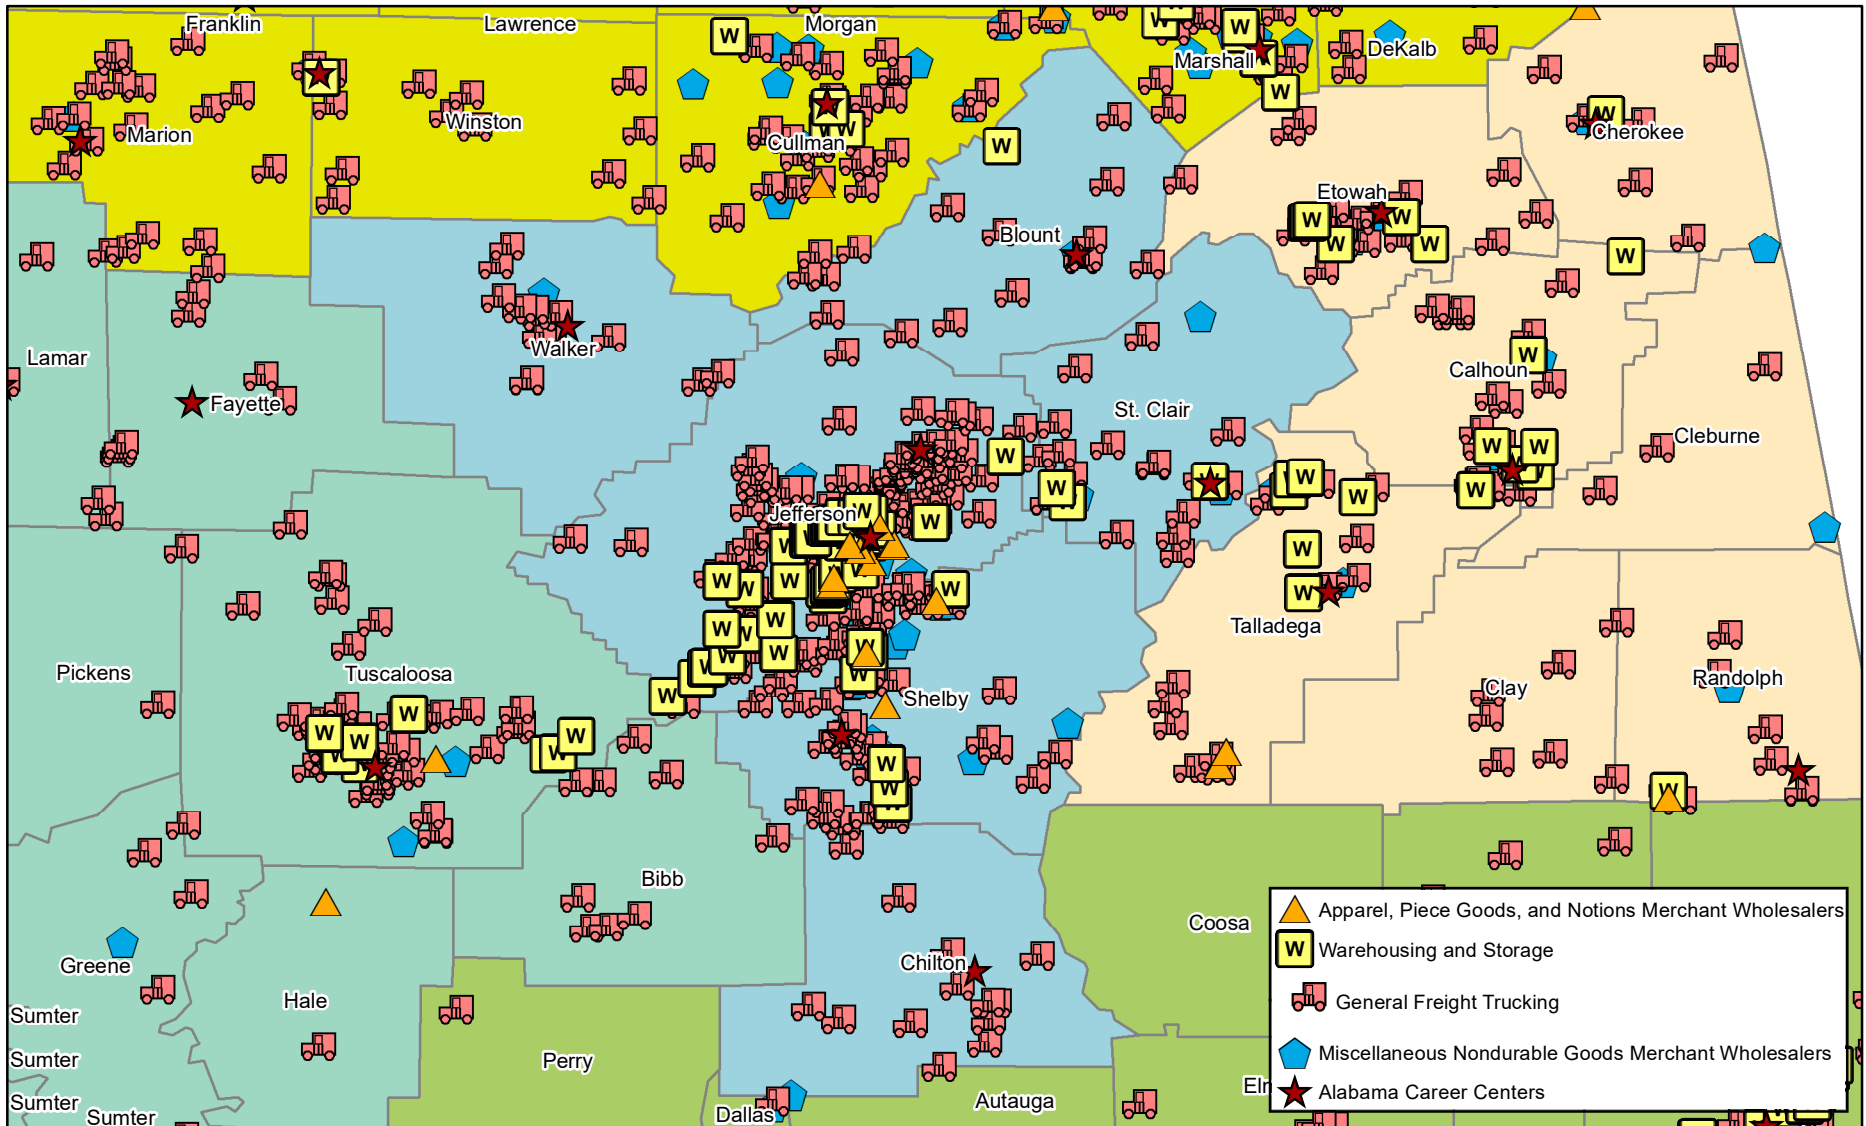 Franklin
Lawrence
Morgan
Marshall
DeKalb
Marion
Winston
Cullman
Cherokee
Etowah
Blount
Walker
Lamar
Calhoun
Fayette
St. Clair
Cleburne
Jefferson
Talladega
Pickens
Tuscaloosa
Shelby
Clay
Randolph
Bibb
Coosa
Greene
Chilton
Hale
Sumter
Perry
Sumter
Sumter
Sumter
Dallas
Autauga
Elm
Apparel, Piece Goods, and Notions Merchant Wholesalers
W Warehousing and Storage
General Freight Trucking
Miscellaneous Nondurable Goods Merchant Wholesalers
Alabama Career Centers